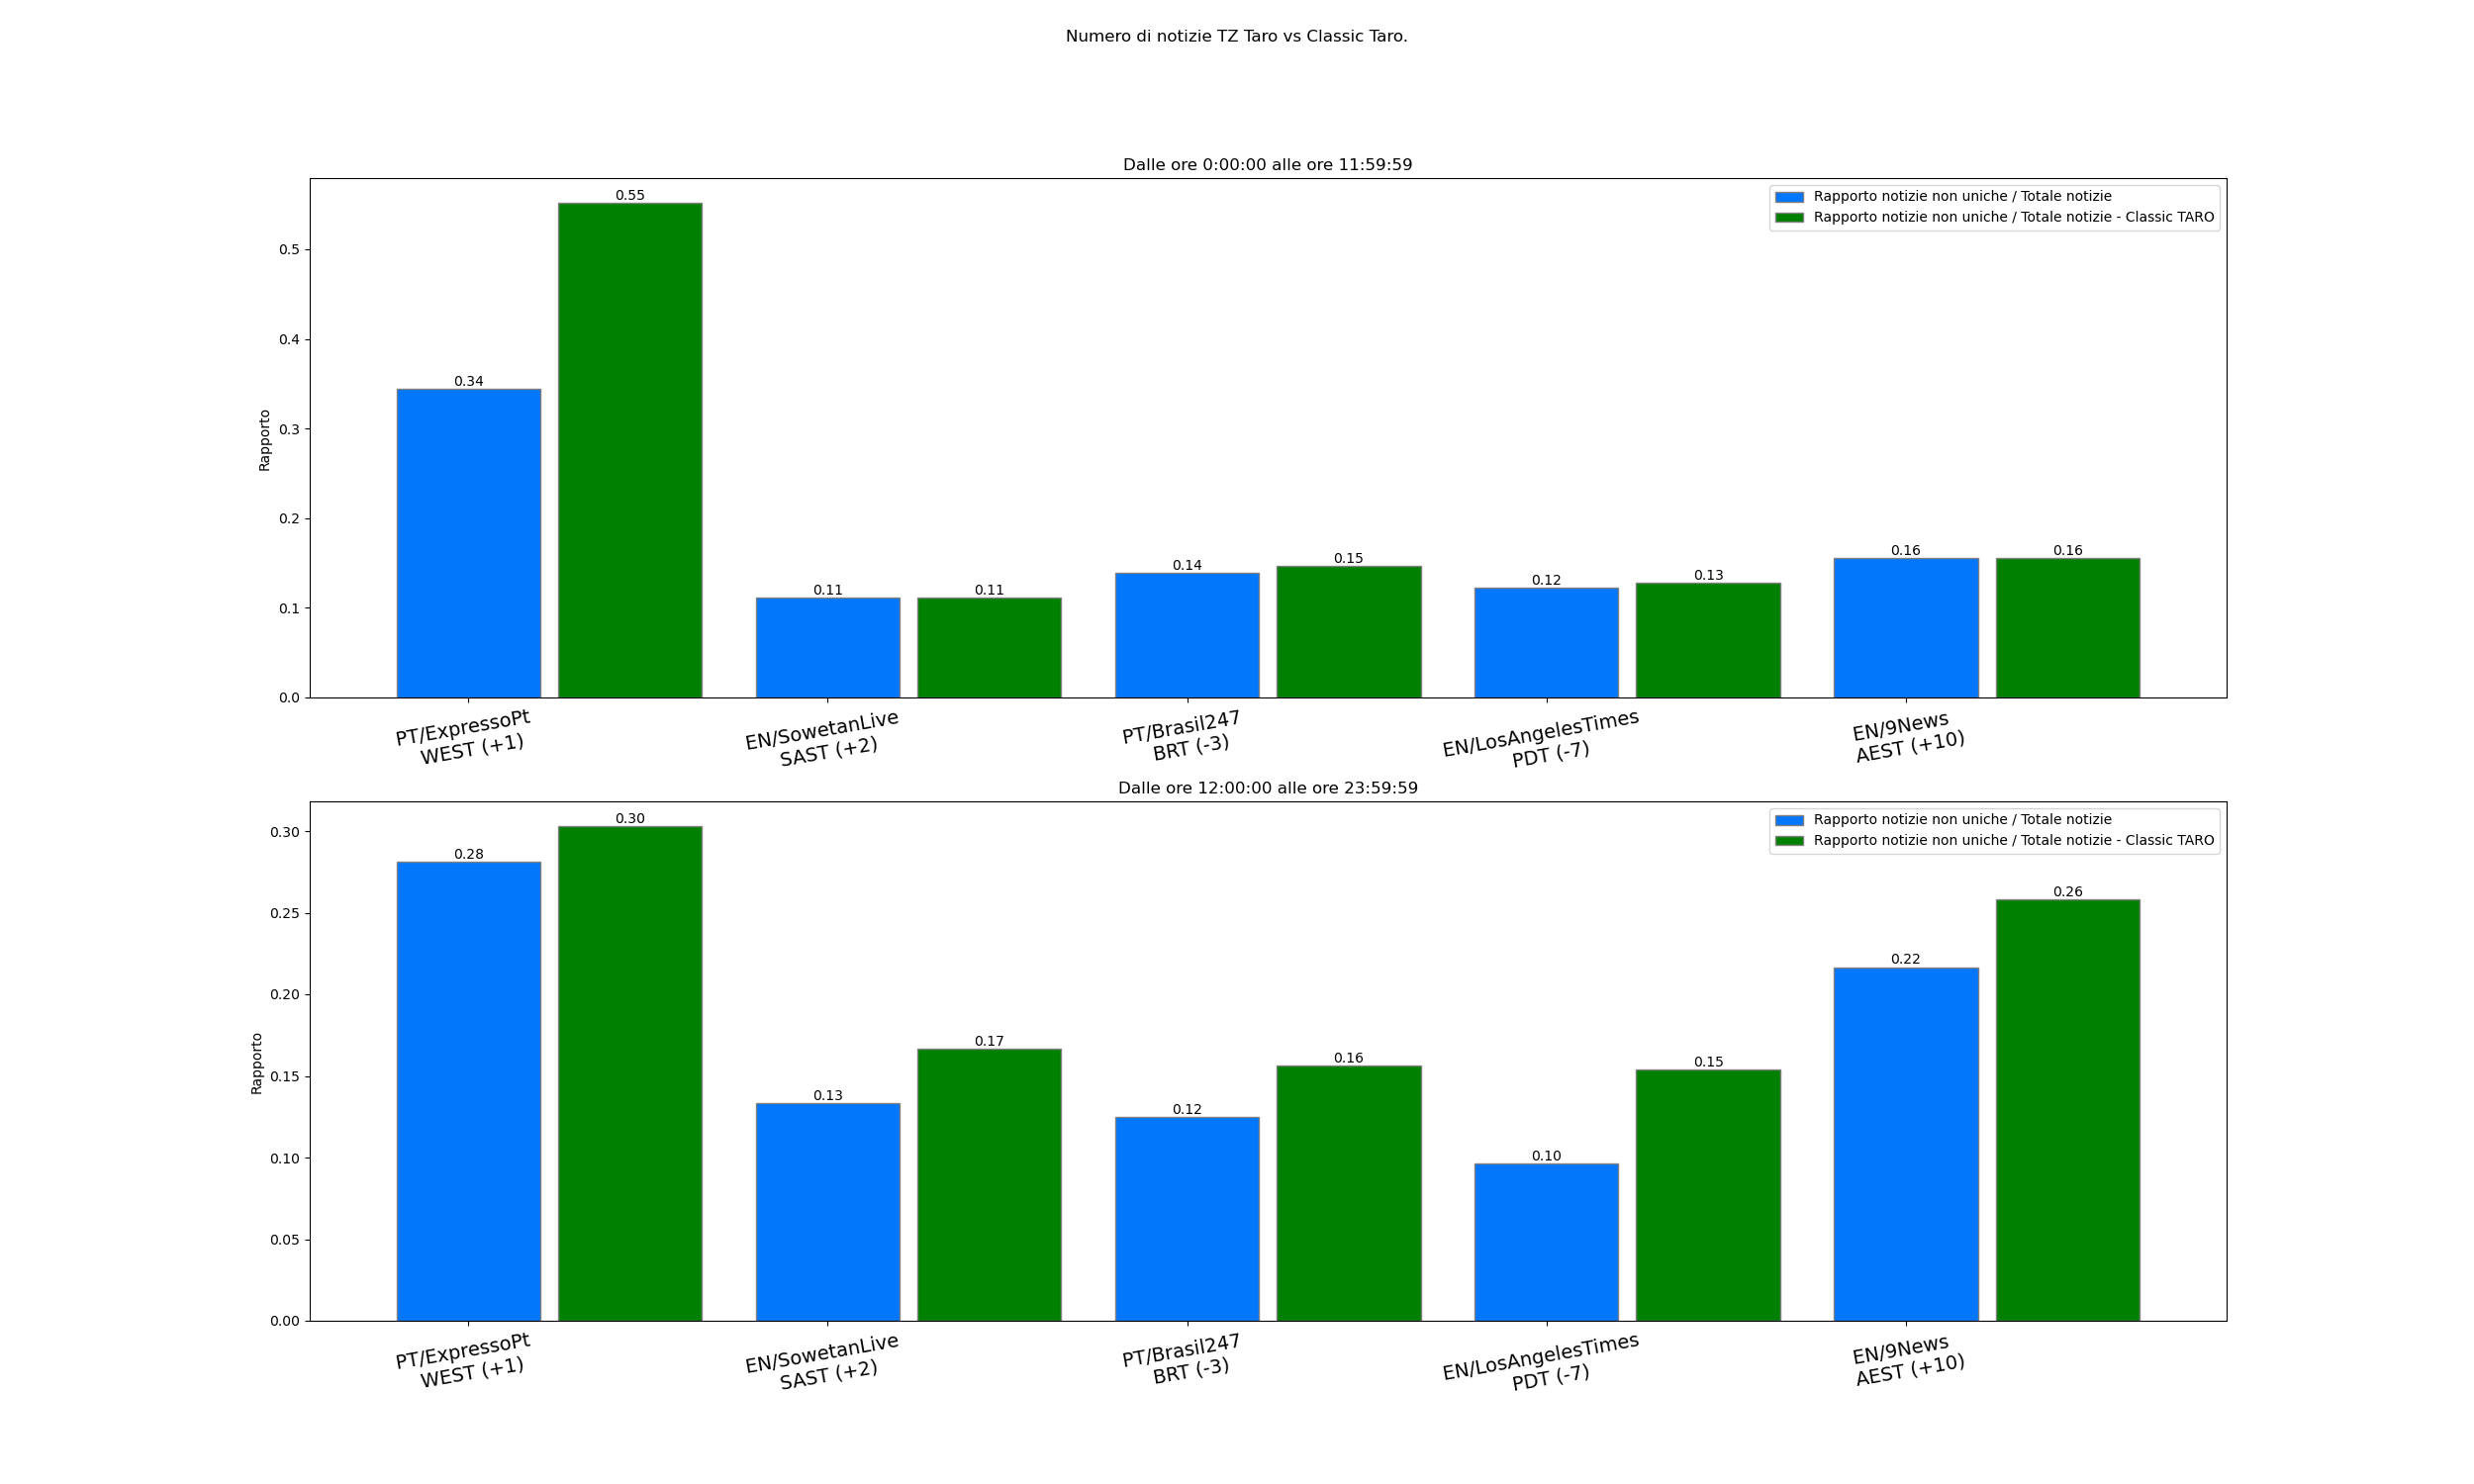 Numero di notizie TZ Taro vs Classic Taro.
Dalle ore 0:00:00 alle ore 11:59:59
Rapporto notizie non uniche / Totale notizie
Rapporto notizie non uniche / Totale notizie - Classic TARO
Rapporto
0.5
0.4
0.3
0.2
0.1
0.0
0.34
0.55
0.11
0.11
0.14
0.15
0.12
0.13
0.16
0.16
PT/ExpressoPt
WEST (+1)
EN/SowetanLive
SAST (+2)
PT/Brasil247
BRT (-3)
EN/LosAngelesTimes
PDT (-7)
EN/9News
AEST (+10)
Dalle ore 12:00:00 alle ore 23:59:59
Rapporto notizie non uniche / Totale notizie
Rapporto notizie non uniche / Totale notizie - Classic TARO
Rapporto
0.30
0.25
0.20
0.15
0.10
0.05
0.00
0.28
0.30
0.13
0.17
0.12
0.16
0.10
0.15
0.22
0.26
PT/ExpressoPt
WEST (+1)
EN/SowetanLive
SAST (+2)
PT/Brasil247
BRT (-3)
EN/LosAngelesTimes
PDT (-7)
EN/9News
AEST (+10)